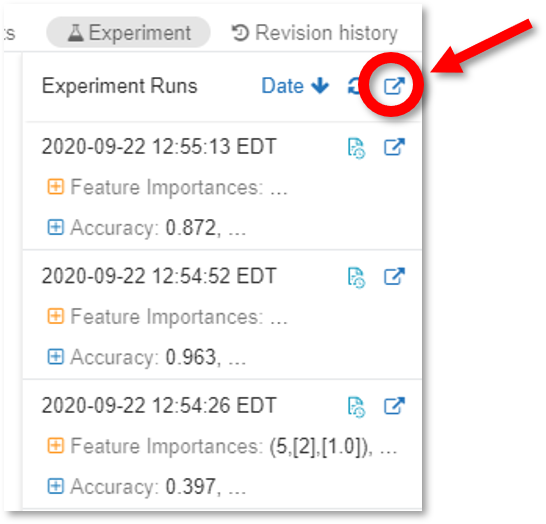 ts Experiment Revision history
Experiment Runs Date
2020-09-22 12:55:13 EDT
Feature Importances: ...
Accuracy: 0.872, ...
2020-09-22 12:54:52 EDT
Feature Importances: ...
Accuracy: 0.963, ...
2020-09-22 12:54:26 EDT
Feature Importances: (5,[2],[1.0]), ...
Accuracy: 0.397, ...